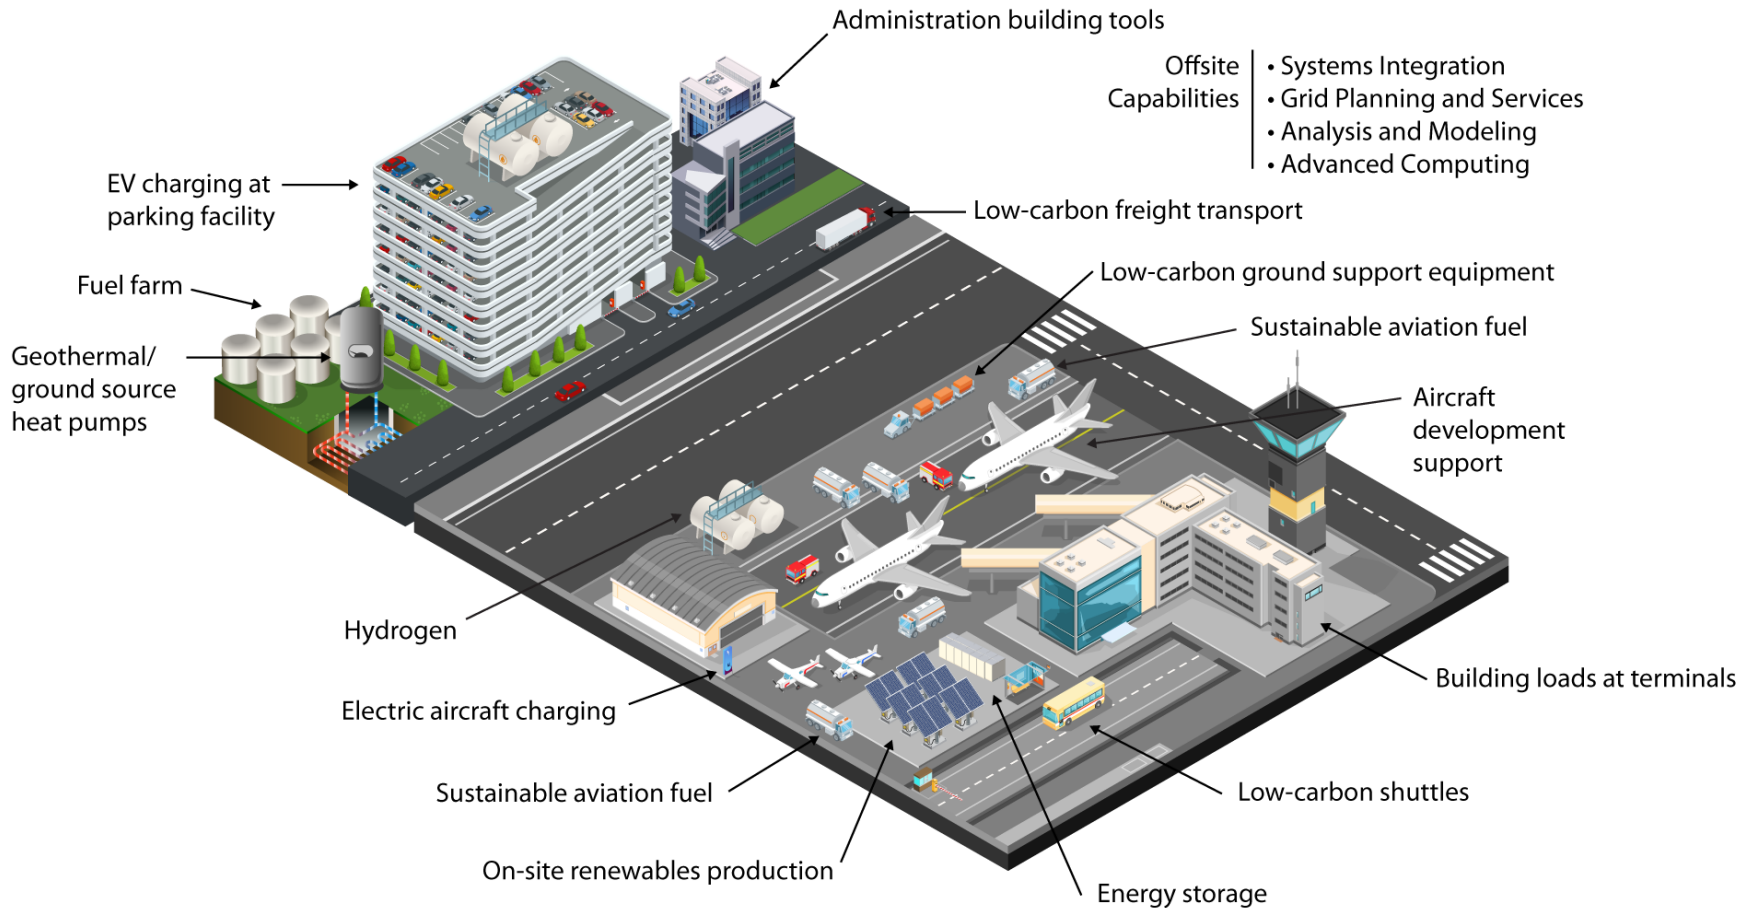 Administration building tools
Offsite
Capabilities
• Systems Integration
• Grid Planning and Services
• Analysis and Modeling
• Advanced Computing
EV charging at
parking facility
Low-carbon freight transport
Fuel farm
Low-carbon ground support equipment
Sustainable aviation fuel
Geothermal/
ground source
heat pumps
Aircraft
development
support
Hydrogen
Building loads at terminals
Electric aircraft charging
Sustainable aviation fuel
Low-carbon shuttles
On-site renewables production
Energy storage